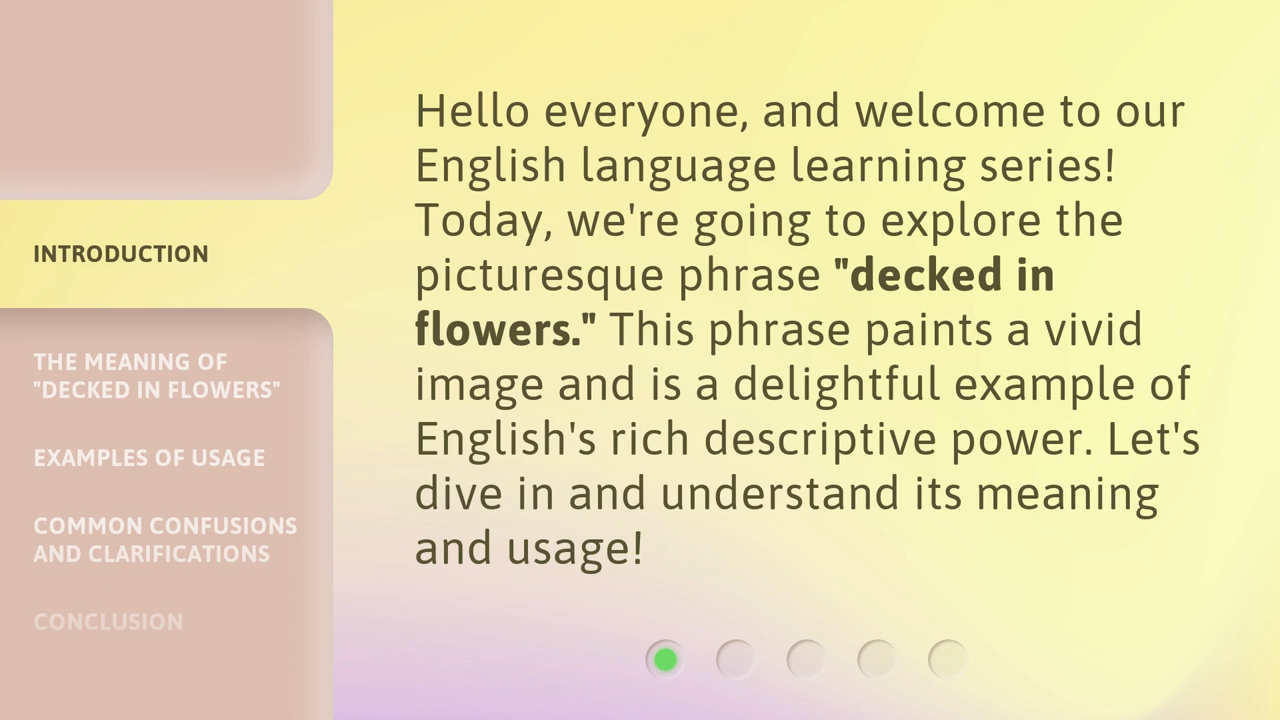 INTRODUCTION
THE MEANING OF
"DECKED IN FLOWERS"
EXAMPLES OF USAGE
COMMON CONFUSIONS
AND CLARIFICATIONS
CONCLUSION
Hello everyone, and welcome to our
English language learning series!
Today, we're going to explore the
picturesque phrase "decked in
flowers." This phrase paints a vivid
image and is a delightful example of
English's rich descriptive power. Let's
dive in and understand its meaning
and usage!